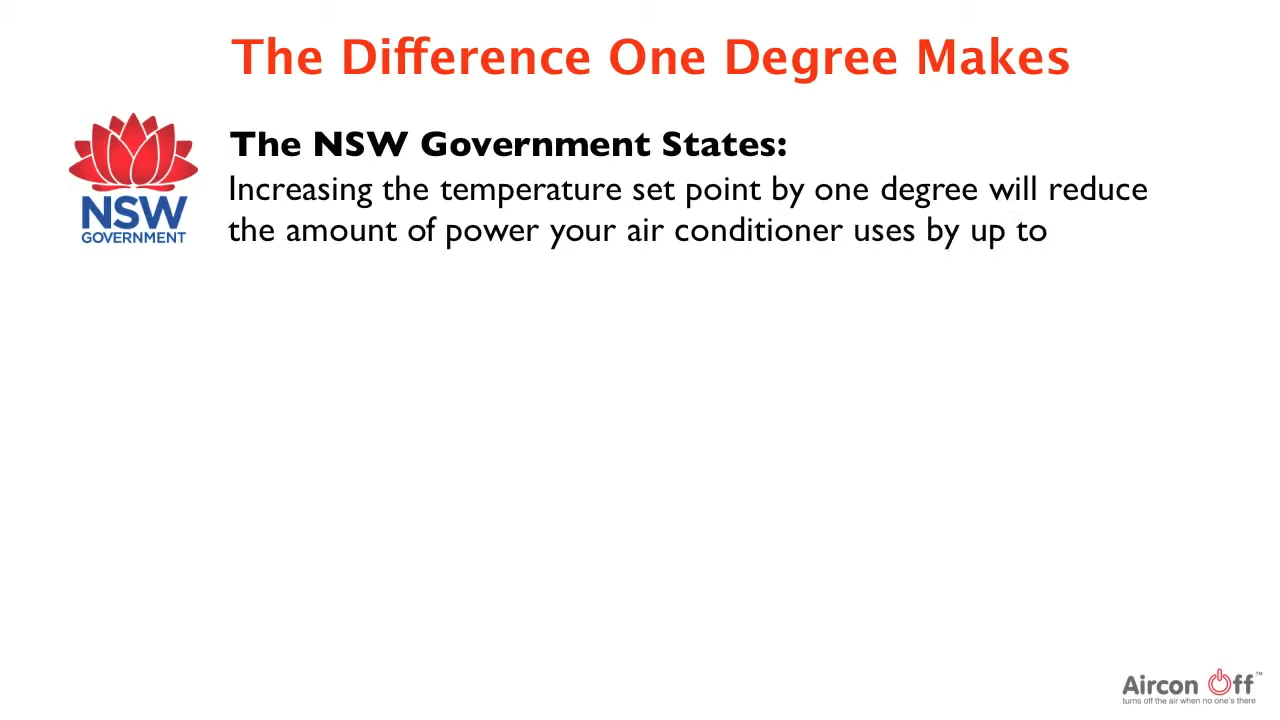 The Difference One Degree Makes
NSW
GOVERNMENT
The NSW Government States:
Increasing the temperature set point by one degree will reduce
the amount of power your air conditioner uses by up to
Aircon Off™
turns off the air when no one's there